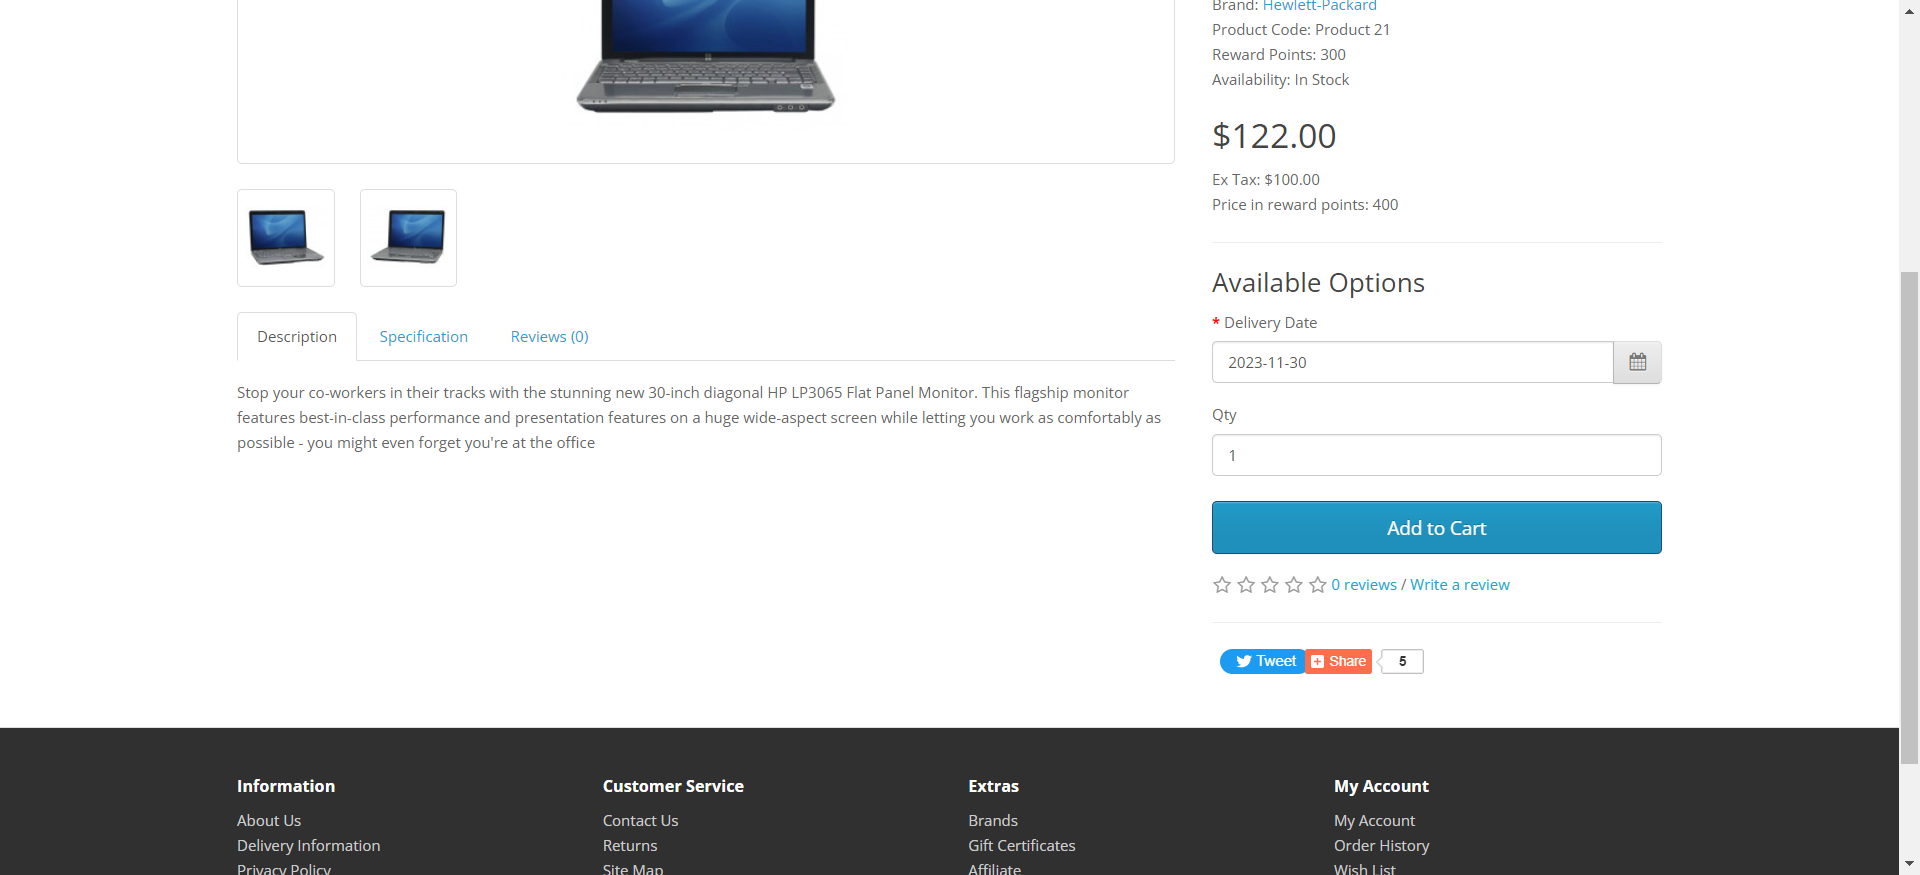 Brand: Hewlett-Packard
Product Code: Product 21
Reward Points: 300
Availability: In Stock
$122.00
Ex Tax: $100.00
Price in reward points: 400
Available Options
* Delivery Date
2023-11-30
Qty
1
Add to Cart
0 reviews / Write a review
Tweet
Share
5
Description
Specification
Reviews (0)
Stop your co-workers in their tracks with the stunning new 30-inch diagonal HP LP3065 Flat Panel Monitor. This flagship monitor
features best-in-class performance and presentation features on a huge wide-aspect screen while letting you work as comfortably as
possible - you might even forget you're at the office
Information
About Us
Delivery Information
Privacy Policy
Customer Service
Contact Us
Returns
Site Map
Extras
Brands
Gift Certificates
Affiliate
My Account
My Account
Order History
Wish List